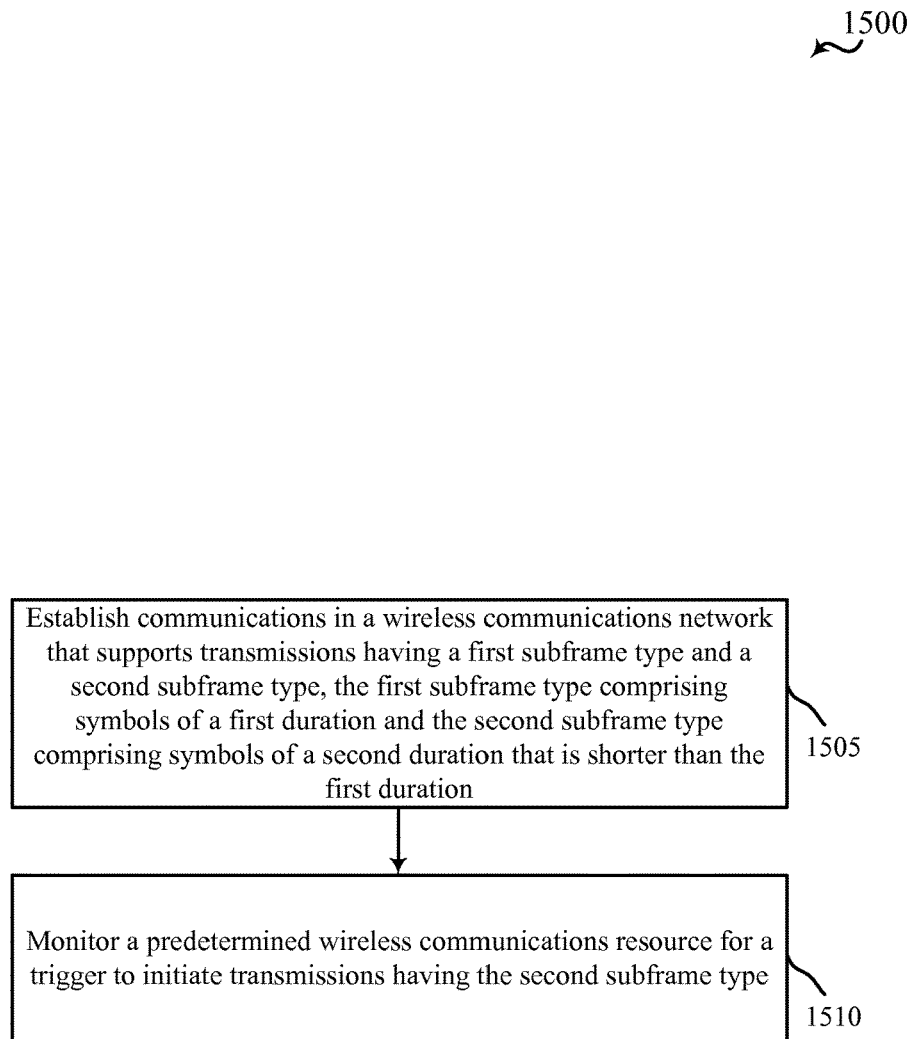 1500
Establish communications in a wireless communications network
that supports transmissions having a first subframe type and a
second subframe type, the first subframe type comprising
symbols of a first duration and the second subframe type
comprising symbols of a second duration that is shorter than the
first duration
1505
Monitor a predetermined wireless communications resource for a
trigger to initiate transmissions having the second subframe type
1510